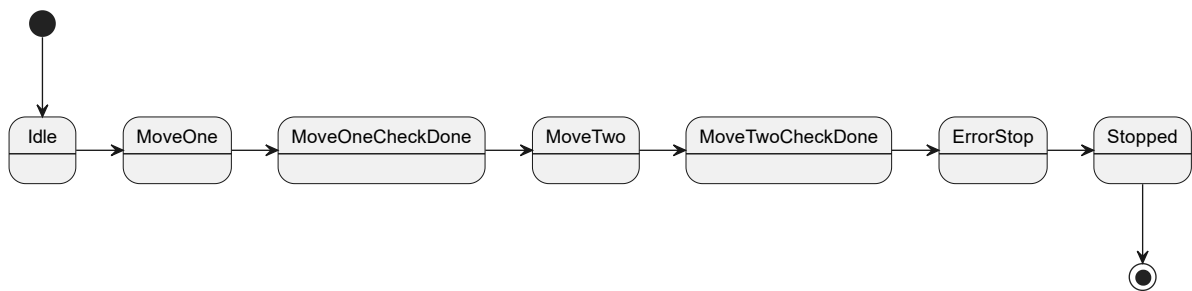 Idle
MoveOne
MoveOneCheckDone
MoveTwo
MoveTwoCheckDone
ErrorStop
Stopped